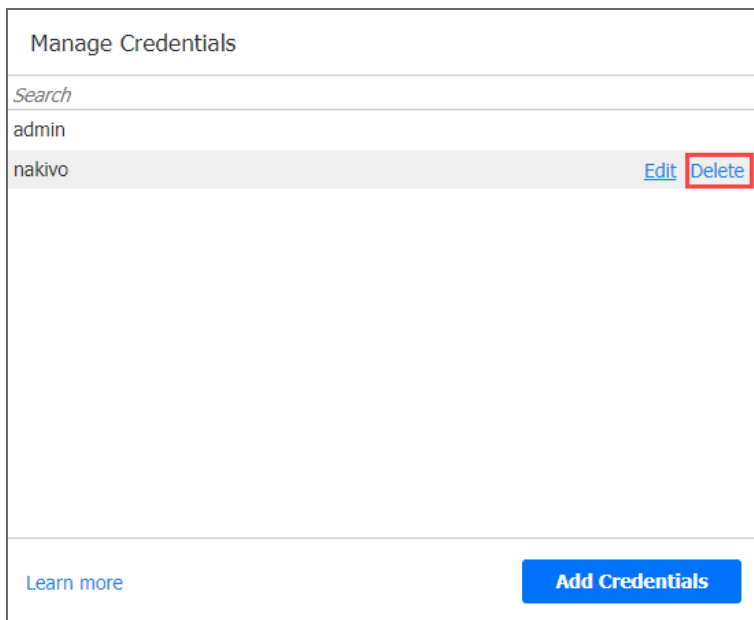 Manage Credentials
Search
admin
nakivo Edit Delete
Learn more Add Credentials